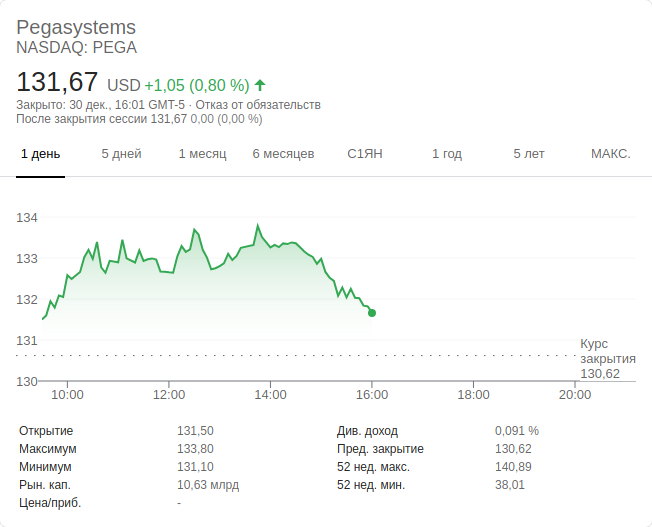 Pegasystems
NASDAQ: PEGA
131,67 USD +1,05 (0,80 %)
Закрыто: 30 дек., 16:01 GMT-5 · Отказ от обязательств
После закрытия сессии 131,67 0,00 (0,00 %)
1 день 5 дней 1 месяц 6 месяцев С1ЯН 1 год 5 лет МАКС.
134
133
132
131
130
Курс
закрытия
130,62
10:00 12:00 14:00 16:00 18:00 20:00
Открытие 131,50 Див. доход 0,091 %
Максимум 133,80 Пред. закрытие 130,62
Минимум 131,10 52 нед. макс. 140,89
Рын. кап. 10,63 млрд 52 нед. мин. 38,01
Цена/приб. -